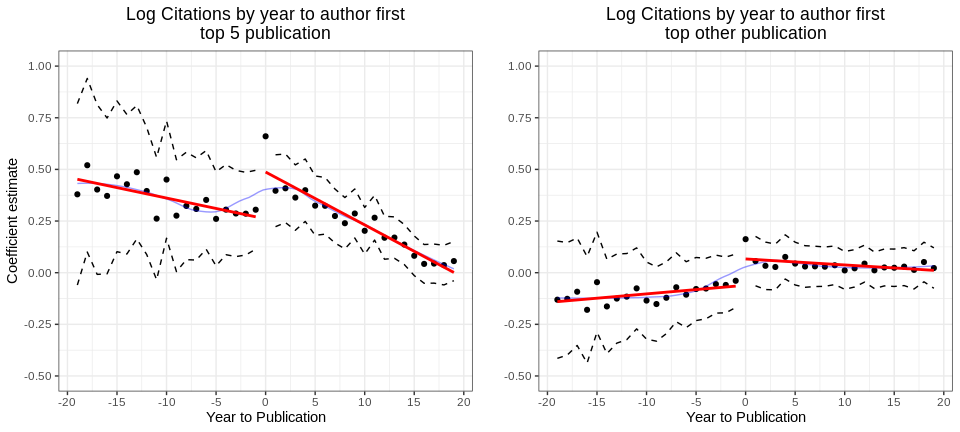 Log Citations by year to author first
top 5 publication
Coefficient estimate
1.00
0.75
0.50
0.25
0.00
-0.25
-0.50
-20 -15 -10 -5 0 5 10 15 20
Year to Publication
Log Citations by year to author first
top other publication
1.00
0.75
0.50
0.25
0.00
-0.25
-0.50
-20 -15 -10 -5 0 5 10 15 20
Year to Publication